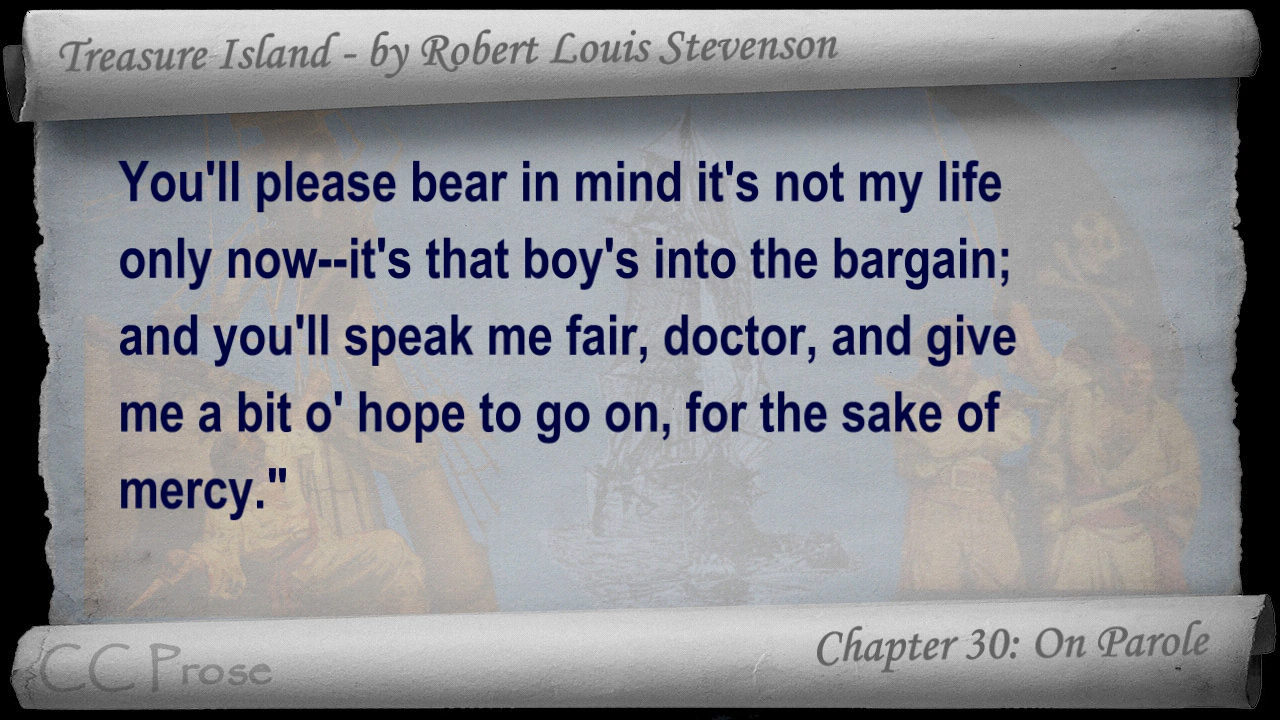 Treasure Island - by Robert Louis Stevenson
You'll please bear in mind it's not my life
only now--it's that boy's into the bargain;
and you'll speak me fair, doctor, and give
me a bit o' hope to go on, for the sake of
mercy."
Chapter 30: On Parole
CC Prose